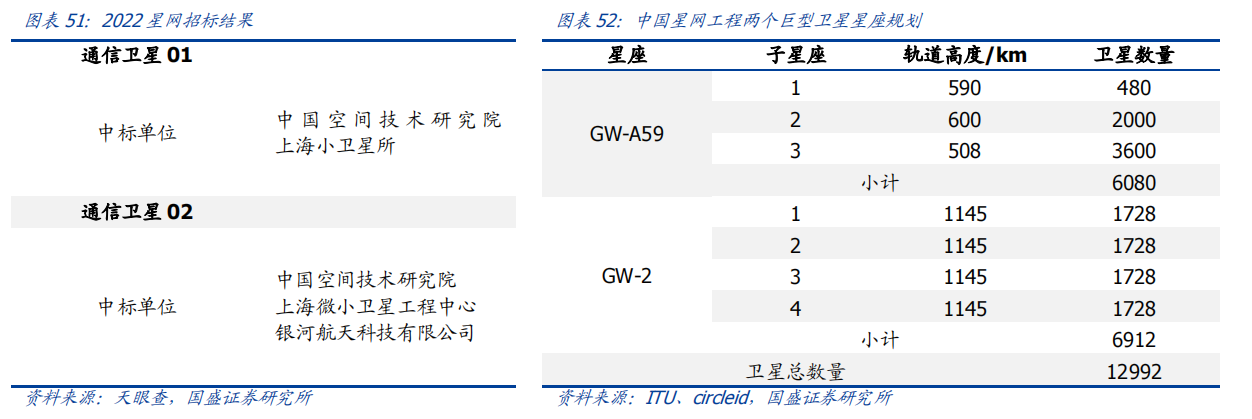 图表 51：2022 星网招标结果
通信卫星 01
中标单位
中国空间技术研究院
上海小卫星所
通信卫星 02
中标单位
中国空间技术研究院
上海微小卫星工程中心
银河航天科技有限公司
资料来源：天眼查，国盛证券研究所
图表 52：中国星网工程两个巨型卫星星座规划
星座 子星座 轨道高度/km 卫星数量
GW-A59
1 590 480
2 600 2000
3 508 3600
小计 6080
GW-2
1 1145 1728
2 1145 1728
3 1145 1728
4 1145 1728
小计 6912
卫星总数量 12992
资料来源：ITU、circleid，国盛证券研究所